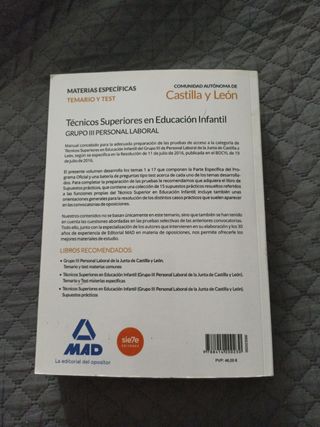 MATERIAS ESPECÍFICAS
TEMARIO Y TEST
COMUNIDAD AUTÓNOMA DE
Castilla y León
Técnicos Superiores en Educación Infantil
GRUPO III PERSONAL LABORAL
Manual concebido para la adecuada preparación de las pruebas de acceso a la categoría de
Técnicos Superiores en Educación Infantil del Grupo III de Personal Laboral de la Junta de Castilla y
León, según se especifica en la Resolución de 11 de julio de 2018, publicada en el BOCYL de 19
de julio de 2018.
El presente volumen desarrolla los temas 1 a 17 que componen la Parte Específica del Pro-
grama Oficial y una batería de preguntas tipo test acerca de cada uno de los temas desarrolla-
dos. Para completar la preparación de las pruebas le recomendamos que adquiera el libro de
Supuestos prácticos, que contiene una colección de 15 supuestos prácticos resueltos referidos
a las funciones propias del Técnico Superior en Educación Infantil e incluye también unas
orientaciones generales para la resolución de los distintos casos prácticos que suelen aparecer
en las convocatorias de oposiciones.
Nuestros contenidos no se basan únicamente en este temario, sino que también se han tenido
en cuenta las cuestiones abordadas en las pruebas selectivas de las anteriores convocatorias.
Todo ello, junto con la especialización de los autores que intervienen en su elaboración y los 30
años de experiencia de Editorial MAD en materia de oposiciones, nos permite ofrecerle los
mejores materiales de estudio.
LIBROS RECOMENDADOS:
• Grupo III Personal Laboral de la Junta de Castilla y León.
Temario y test materias comunes
• Técnicos Superiores en Educación Infantil (Grupo III Personal Laboral de la Junta de Castilla y León).
Temario y Test materias específicas
• Técnicos Superiores en Educación Infantil (Grupo III Personal Laboral de la Junta de Castilla y León).
Supuestos prácticos
MAD
La editorial del opositor
sie7e
PVP: 46,00 €